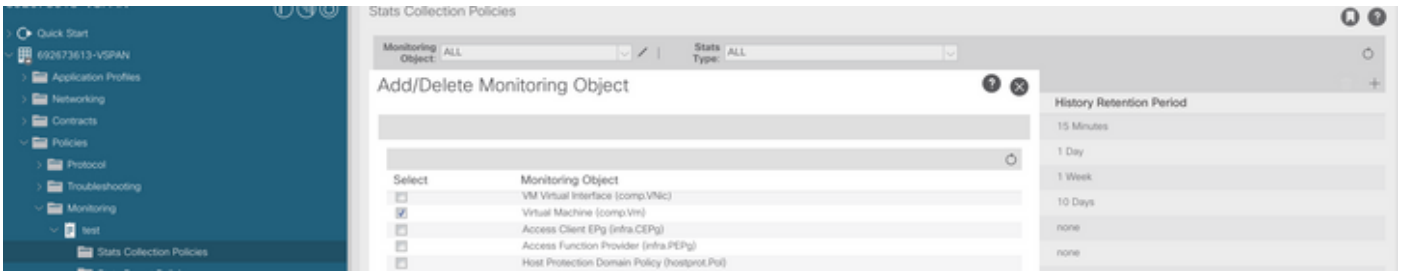 Stats Collection Policies
Quick Start
692673613-VSPAN
Application Profiles
Networking
Contracts
Policies
Protocol
Troubleshooting
Monitoring
test
Stats Collection Policies
Monitoring Object: ALL
Stats Type: ALL
Add/Delete Monitoring Object
Select Monitoring Object
VM Virtual Interface (comp.VNic)
Virtual Machine (comp.Vm)
Access Client EPg (infra.CEPg)
Access Function Provider (infra.PEPg)
Host Protection Domain Policy (hostprot.Pol)
History Retention Period
15 Minutes
1 Day
1 Week
10 Days
none
none